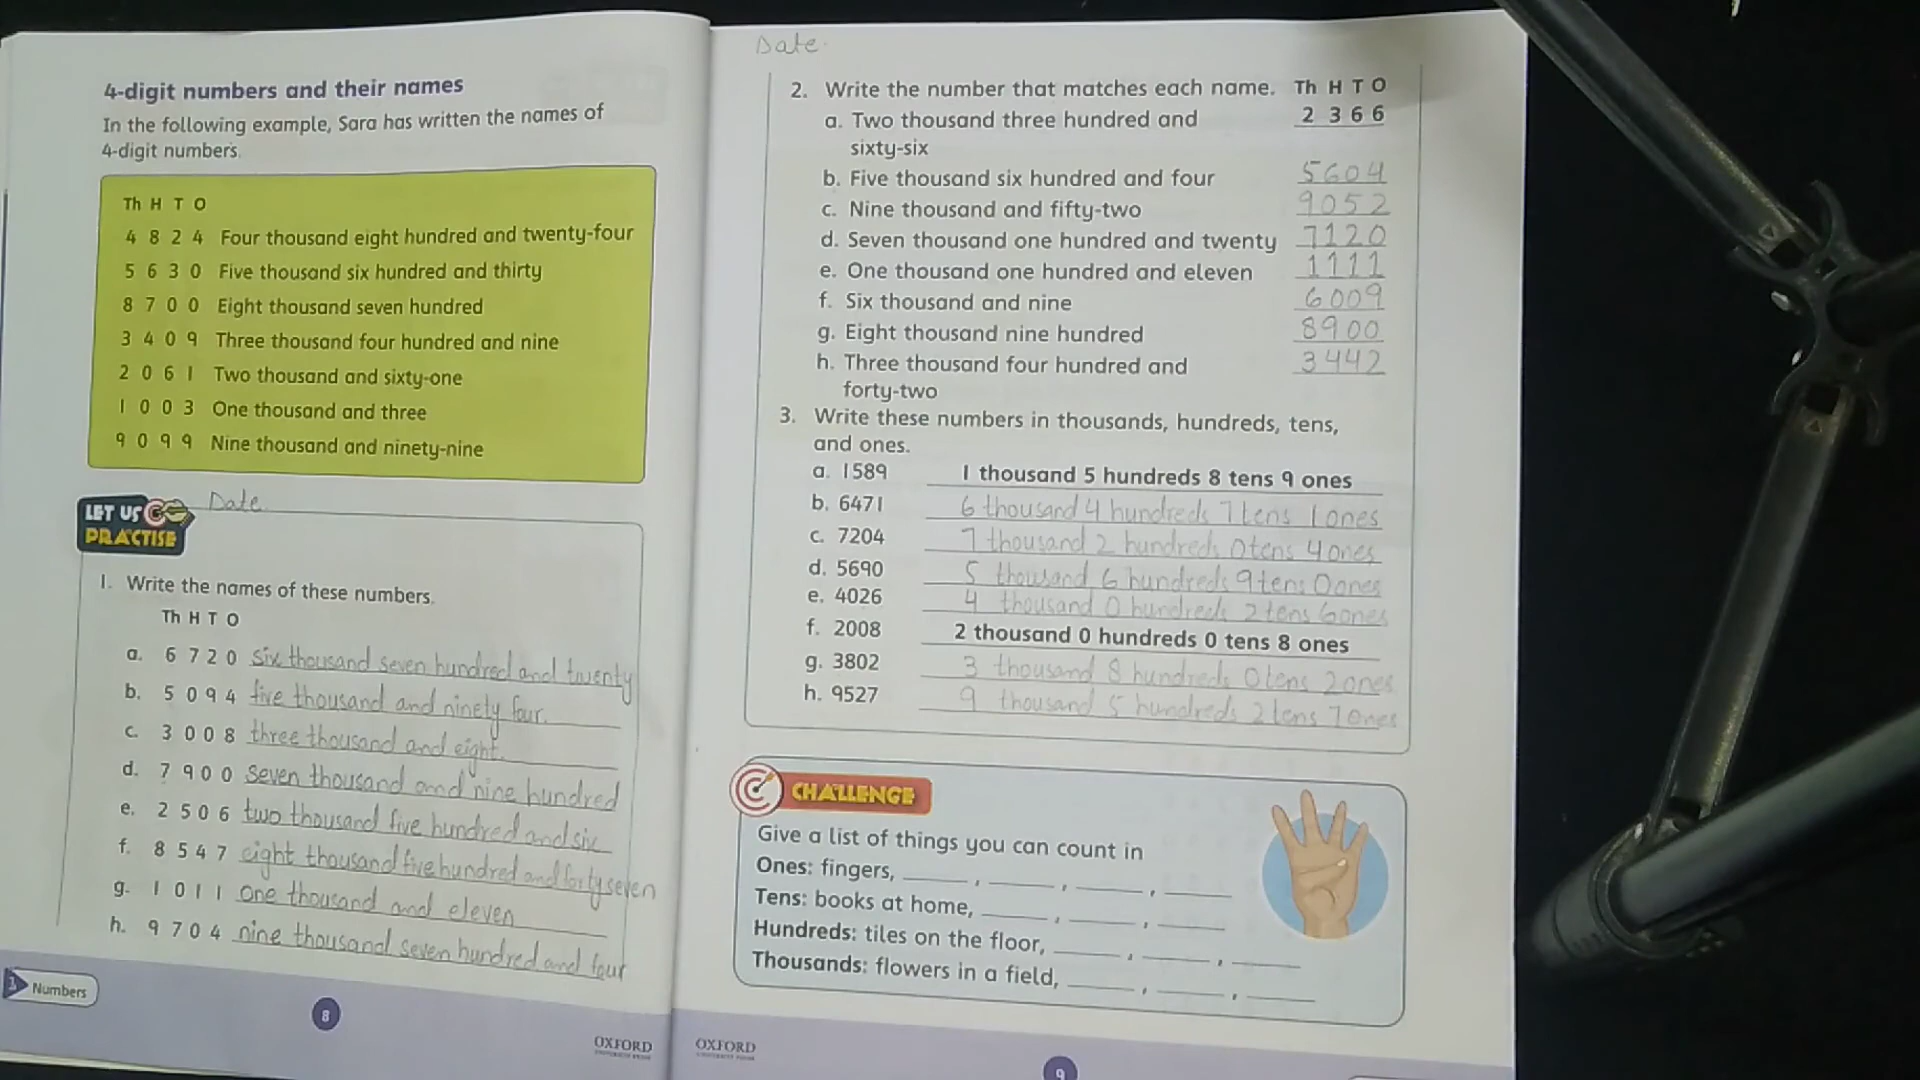 4-digit numbers and their names
In the following example, Sara has written the names of
4-digit numbers.
Th H T O
4 8 2 4 Four thousand eight hundred and twenty-four
5 6 3 0 Five thousand six hundred and thirty
8 7 0 0 Eight thousand seven hundred
3 4 0 9 Three thousand four hundred and nine
2 0 6 1 Two thousand and sixty-one
1 0 0 3 One thousand and three
9 0 9 9 Nine thousand and ninety-nine
LET US
PRACTISE
Date
1. Write the names of these numbers.
Th H T O
a. 6 7 2 0 six thousand seven hundred and twenty
b. 5 0 9 4 five thousand and ninety four.
c. 3 0 0 8 three thousand and eight.
d. 7 9 0 0 seven thousand and nine hundred
e. 2 5 0 6 two thousand five hundred and six
f. 8 5 4 7 eight thousand five hundred and forty seven
g. 1 0 1 1 one thousand and eleven
h. 9 7 0 4 nine thousand seven hundred and four
Numbers
8
OXFORD
Date.
2. Write the number that matches each name. Th H T O
a. Two thousand three hundred and 2 3 6 6
sixty-six
b. Five thousand six hundred and four 5604
c. Nine thousand and fifty-two 9052
d. Seven thousand one hundred and twenty 7120
e. One thousand one hundred and eleven 1111
f. Six thousand and nine 6009
g. Eight thousand nine hundred 8900
h. Three thousand four hundred and 3442
forty-two
3. Write these numbers in thousands, hundreds, tens,
and ones.
a. 1589 1 thousand 5 hundreds 8 tens 9 ones
b. 6471 6 thousand 4 hundreds 7 tens 1 ones
c. 7204 7 thousand 2 hundreds 0 tens 4 ones
d. 5690 5 thousand 6 hundreds 9 tens 0 ones
e. 4026 4 thousand 0 hundreds 2 tens 6 ones
f. 2008 2 thousand 0 hundreds 0 tens 8 ones
g. 3802 3 thousand 8 hundreds 0 tens 2 ones
h. 9527 9 thousand 5 hundreds 2 tens 7 ones
CHALLENGE
Give a list of things you can count in
Ones: fingers, ____, ____, ____, ____
Tens: books at home, ____, ____, ____
Hundreds: tiles on the floor, ____, ____, ____
Thousands: flowers in a field, ____, ____, ____
OXFORD
9